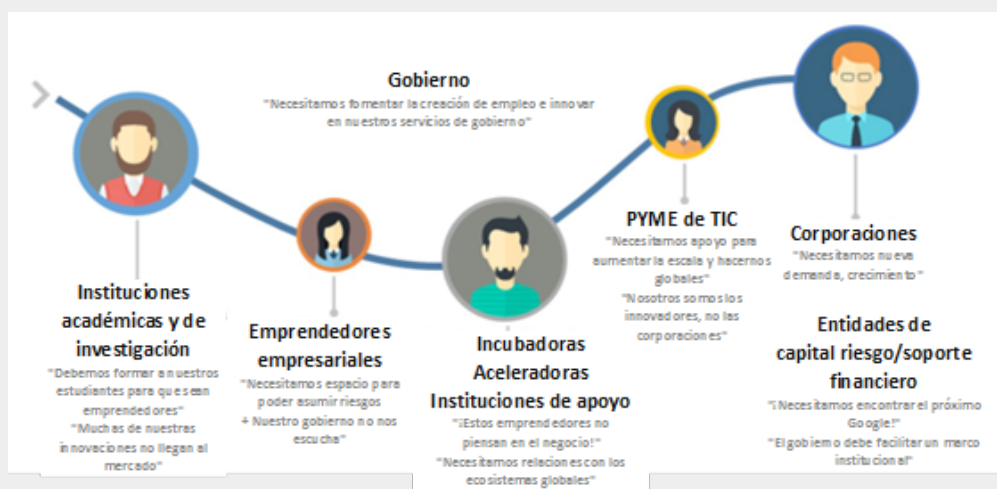 Gobierno
"Necesitamos fomentar la creación de empleo e innovar
en nuestros servicios de gobierno"
Instituciones
académicas y de
investigación
"Debemos formar a nuestros
estudiantes para que sean
emprendedores"
"Muchas de nuestras
innovaciones no llegan al
mercado"
Emprendedores
empresariales
"Necesitamos espacio para
poder asumir riesgos
+ Nuestro gobierno no nos
escucha"
Incubadoras
Aceleradoras
Instituciones de apoyo
"¡Estos emprendedores no
piensan en el negocio!"
"Necesitamos relaciones con los
ecosistemas globales"
PYME de TIC
"Necesitamos apoyo para
aumentar la escala y hacernos
globales"
"Nosotros somos los
innovadores, no las
corporaciones"
Corporaciones
"Necesitamos nueva
demanda, crecimiento"
Entidades de
capital riesgo/soporte
financiero
"¡Necesitamos encontrar el próximo
Google!"
"El gobierno debe facilitar un marco
institucional"